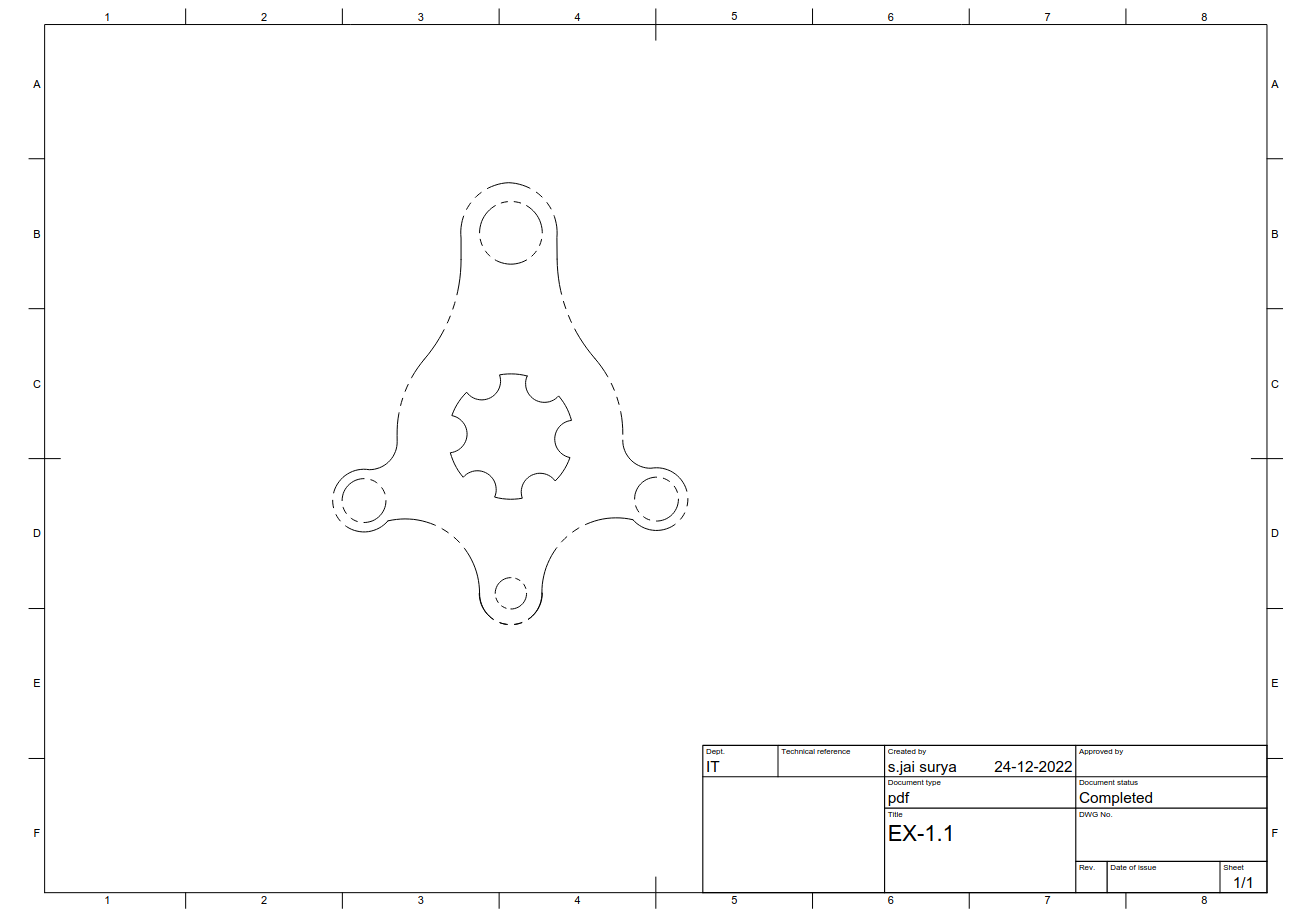 1 2 3 4 5 6 7 8
A A
B B
C C
D D
E E
Dept. Technical reference Created by Approved by
IT s.jai surya 24-12-2022
Document type Document status
pdf Completed
Title DWG No.
F EX-1.1 F
Rev. Date of issue Sheet
1/1
1 2 3 4 5 6 7 8